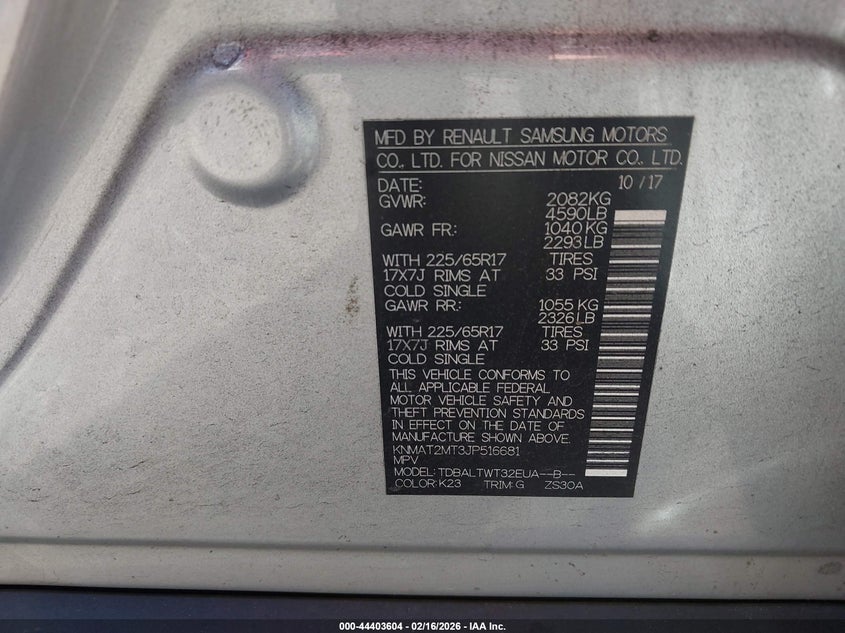 MFD BY RENAULT SAMSUNG MOTORS
CO., LTD. FOR NISSAN MOTOR CO., LTD.
DATE: 10 / 17
GVWR: 2082KG
4590LB
GAWR FR: 1040 KG
2293 LB
WITH 225/65R17 TIRES
17X7J RIMS AT 33 PSI
COLD SINGLE
GAWR RR: 1055 KG
2326LB
WITH 225/65R17 TIRES
17X7J RIMS AT 33 PSI
COLD SINGLE
THIS VEHICLE CONFORMS TO
ALL APPLICABLE FEDERAL
MOTOR VEHICLE SAFETY AND
THEFT PREVENTION STANDARDS
IN EFFECT ON THE DATE OF
MANUFACTURE SHOWN ABOVE.
KNMAT2MT3JP516681
MPV
MODEL: TDBALTWT32EUA--B--
COLOR: K23 TRIM: G ZS30A
000-44403604 - 02/16/2026 - IAA Inc.